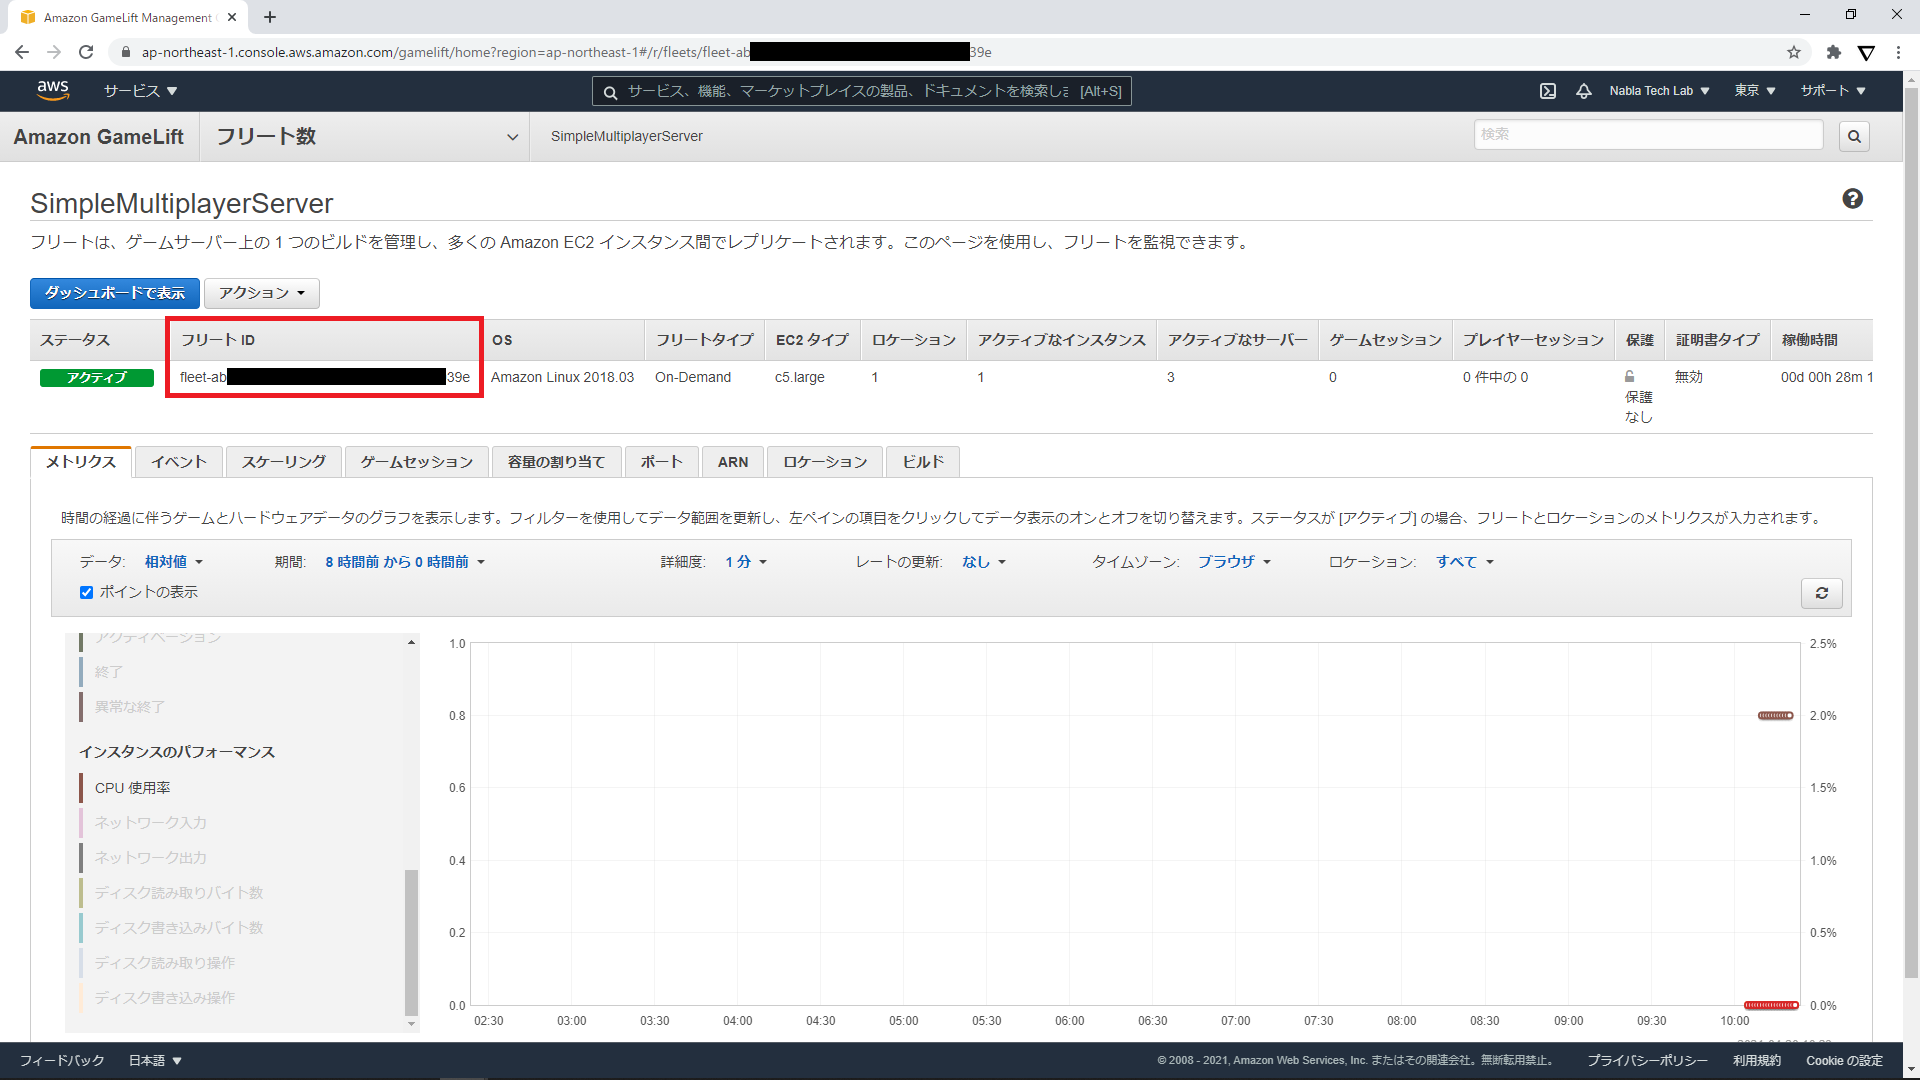 Amazon GameLift Management
ap-northeast-1.console.aws.amazon.com/gamelift/home?region=ap-northeast-1#/r/fleets/fleet-ab 39e
aws サービス サービス、機能、マーケットプレイスの製品、ドキュメントを検索しま [Alt+S] Nabla Tech Lab 東京 サポート
Amazon GameLift フリート数 SimpleMultiplayerServer 検索
SimpleMultiplayerServer
フリートは、ゲームサーバー上の 1 つのビルドを管理し、多くの Amazon EC2 インスタンス間でレプリケートされます。このページを使用し、フリートを監視できます。
ダッシュボードで表示 アクション
ステータス フリート ID OS フリートタイプ EC2 タイプ ロケーション アクティブなインスタンス アクティブなサーバー ゲームセッション プレイヤーセッション 保護 証明書タイプ 稼働時間
アクティブ fleet-ab 39e Amazon Linux 2018.03 On-Demand c5.large 1 1 3 0 0 件中の 0 無効 00d 00h 28m 1
保護
なし
メトリクス イベント スケーリング ゲームセッション 容量の割り当て ポート ARN ロケーション ビルド
時間の経過に伴うゲームとハードウェアデータのグラフを表示します。フィルターを使用してデータ範囲を更新し、左ペインの項目をクリックしてデータ表示のオンとオフを切り替えます。ステータスが [アクティブ] の場合、フリートとロケーションのメトリクスが入力されます。
データ: 相対値 期間: 8 時間前 から 0 時間前 詳細度: 1 分 レートの更新: なし タイムゾーン: ブラウザ ロケーション: すべて
ポイントの表示
アクティベーション
終了
異常な終了
インスタンスのパフォーマンス
CPU 使用率
ネットワーク入力
ネットワーク出力
ディスク読み取りバイト数
ディスク書き込みバイト数
ディスク読み取り操作
ディスク書き込み操作
1.0 2.5%
0.8 2.0%
0.6 1.5%
0.4 1.0%
0.2 0.5%
0.0 0.0%
02:30 03:00 03:30 04:00 04:30 05:00 05:30 06:00 06:30 07:00 07:30 08:00 08:30 09:00 09:30 10:00
フィードバック 日本語 © 2008 - 2021, Amazon Web Services, Inc. またはその関連会社。無断転用禁止。 プライバシーポリシー 利用規約 Cookie の設定